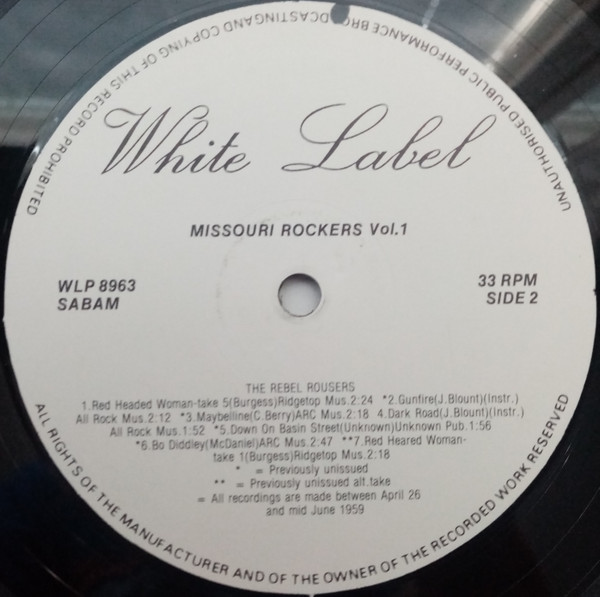 UNAUTHORISED PUBLIC PERFORMANCE BRO DCASTINGAND COPYING OF THIS RECORD PROHIBITED
White Label
MISSOURI ROCKERS Vol.1
WLP 8963
SABAM
33 RPM
SIDE 2
THE REBEL ROUSERS
1.Red Headed Woman-take 5(Burgess)Ridgetop Mus.2:24 *2.Gunfire(J.Blount)(Instr.)
All Rock Mus.2:12 *3.Maybelline(C.Berry)ARC Mus.2:18 4.Dark Road(J.Blount)(Instr.)
All Rock Mus.1:52 *5.Down On Basin Street(Unknown)Unknown Pub.1:56
*6.Bo Diddley(McDaniel)ARC Mus.2:47 **7.Red Heared Woman-
take 1(Burgess)Ridgetop Mus.2:18
* = Previously unissued
** = Previously unissued alt.take
= All recordings are made between April 26
and mid June 1959
ALL RIGHTS OF THE MANUFACTURER AND OF THE OWNER OF THE RECORDED WORK RESERVED